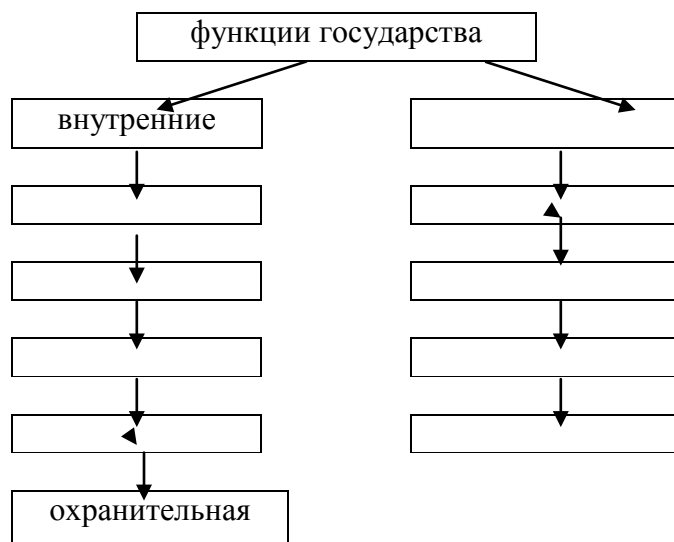 функции государства
внутренние
охранительная